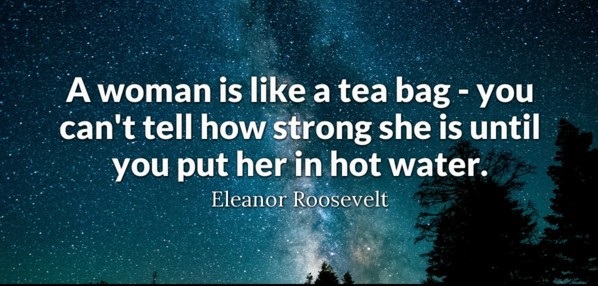 A woman is like a tea bag - you
can't tell how strong she is until
you put her in hot water.
Eleanor Roosevelt